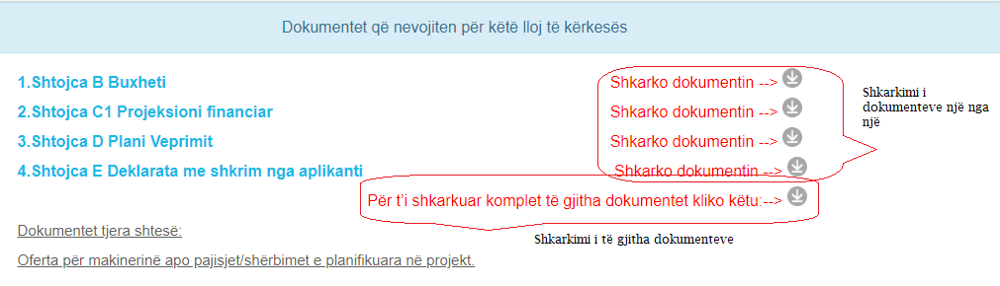 Dokumentet që nevojiten për këtë lloj të kërkesës
1.Shtojca B Buxheti Shkarko dokumentin -->
2.Shtojca C1 Projeksioni financiar Shkarko dokumentin -->
3.Shtojca D Plani Veprimit Shkarko dokumentin -->
4.Shtojca E Deklarata me shkrim nga aplikanti Shkarko dokumentin -->
Shkarkimi i
dokumenteve një nga
një
Për t'i shkarkuar komplet të gjitha dokumentet kliko këtu:-->
Dokumentet tjera shtesë:
Shkarkimi i të gjitha dokumenteve
Oferta për makinerinë apo pajisjet/shërbimet e planifikuara në projekt.